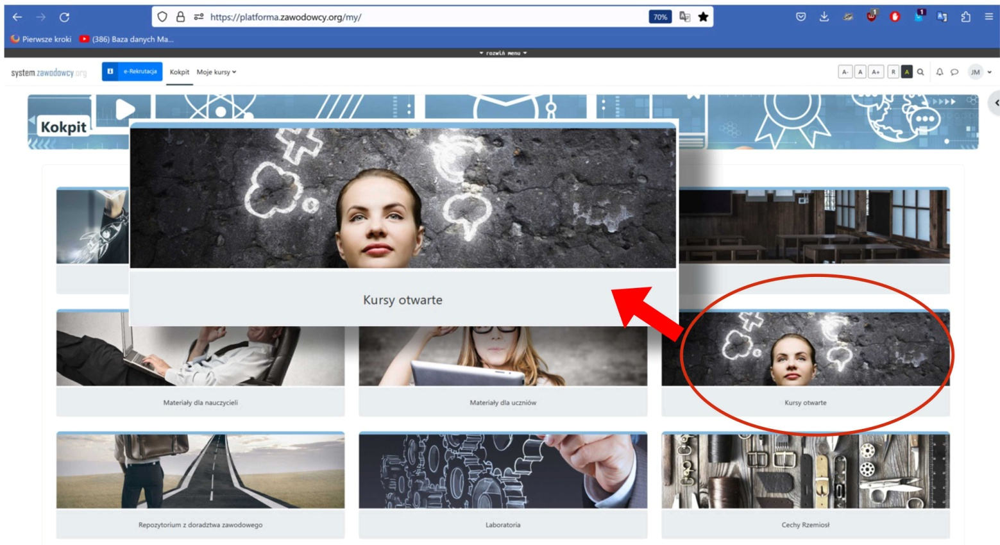 https://platforma.zawodowcy.org/my/
70%
1
1
Pierwsze kroki
(386) Baza danych Ma...
rozwiń menu
system.zawodowcy.org
e-Rekrutacja
Kokpit
Moje kursy
A-
A
A+
R
A
JM
Kokpit
Kursy otwarte
Materiały dla nauczycieli
Materiały dla uczniów
Kursy otwarte
Repozytorium z doradztwa zawodowego
Laboratoria
Cechy Rzemiosł